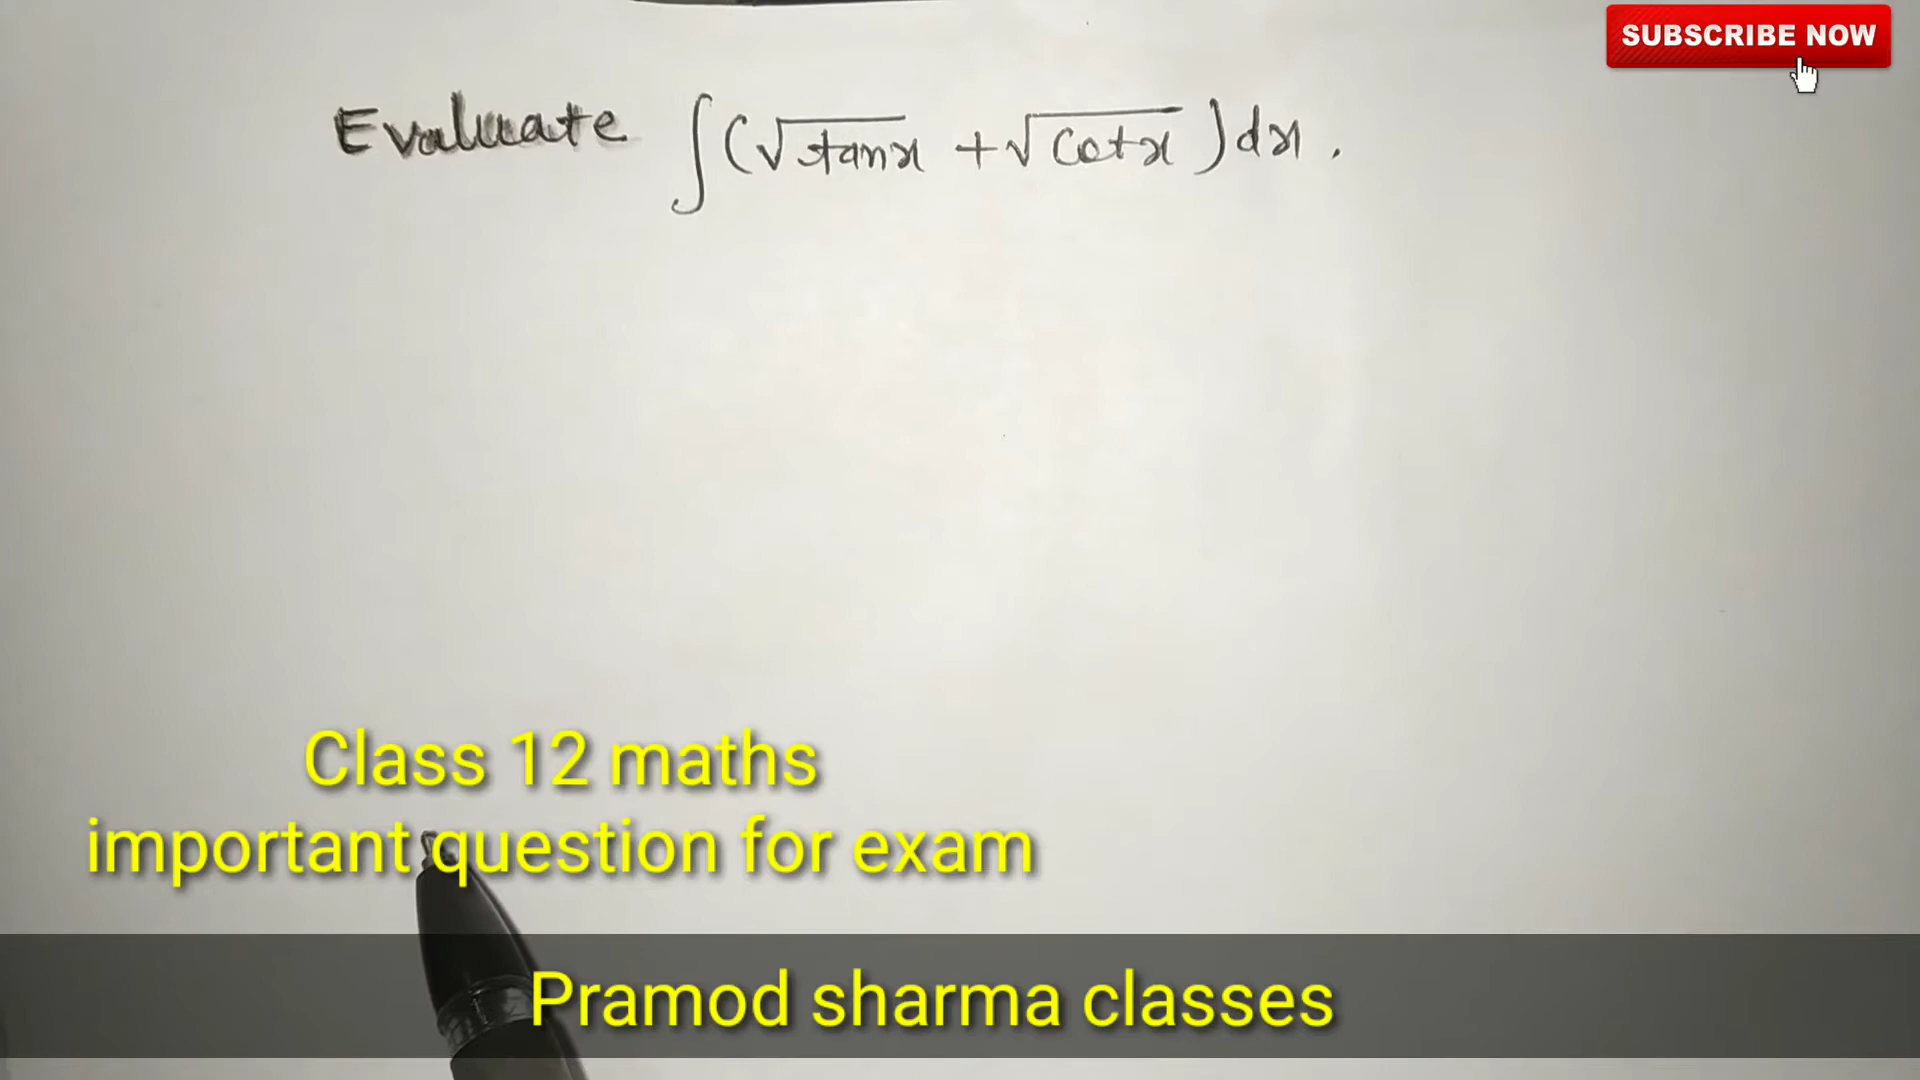 SUBSCRIBE NOW
Evaluate ∫(√tanx + √cotx)dx.
Class 12 maths
important question for exam
Pramod sharma classes